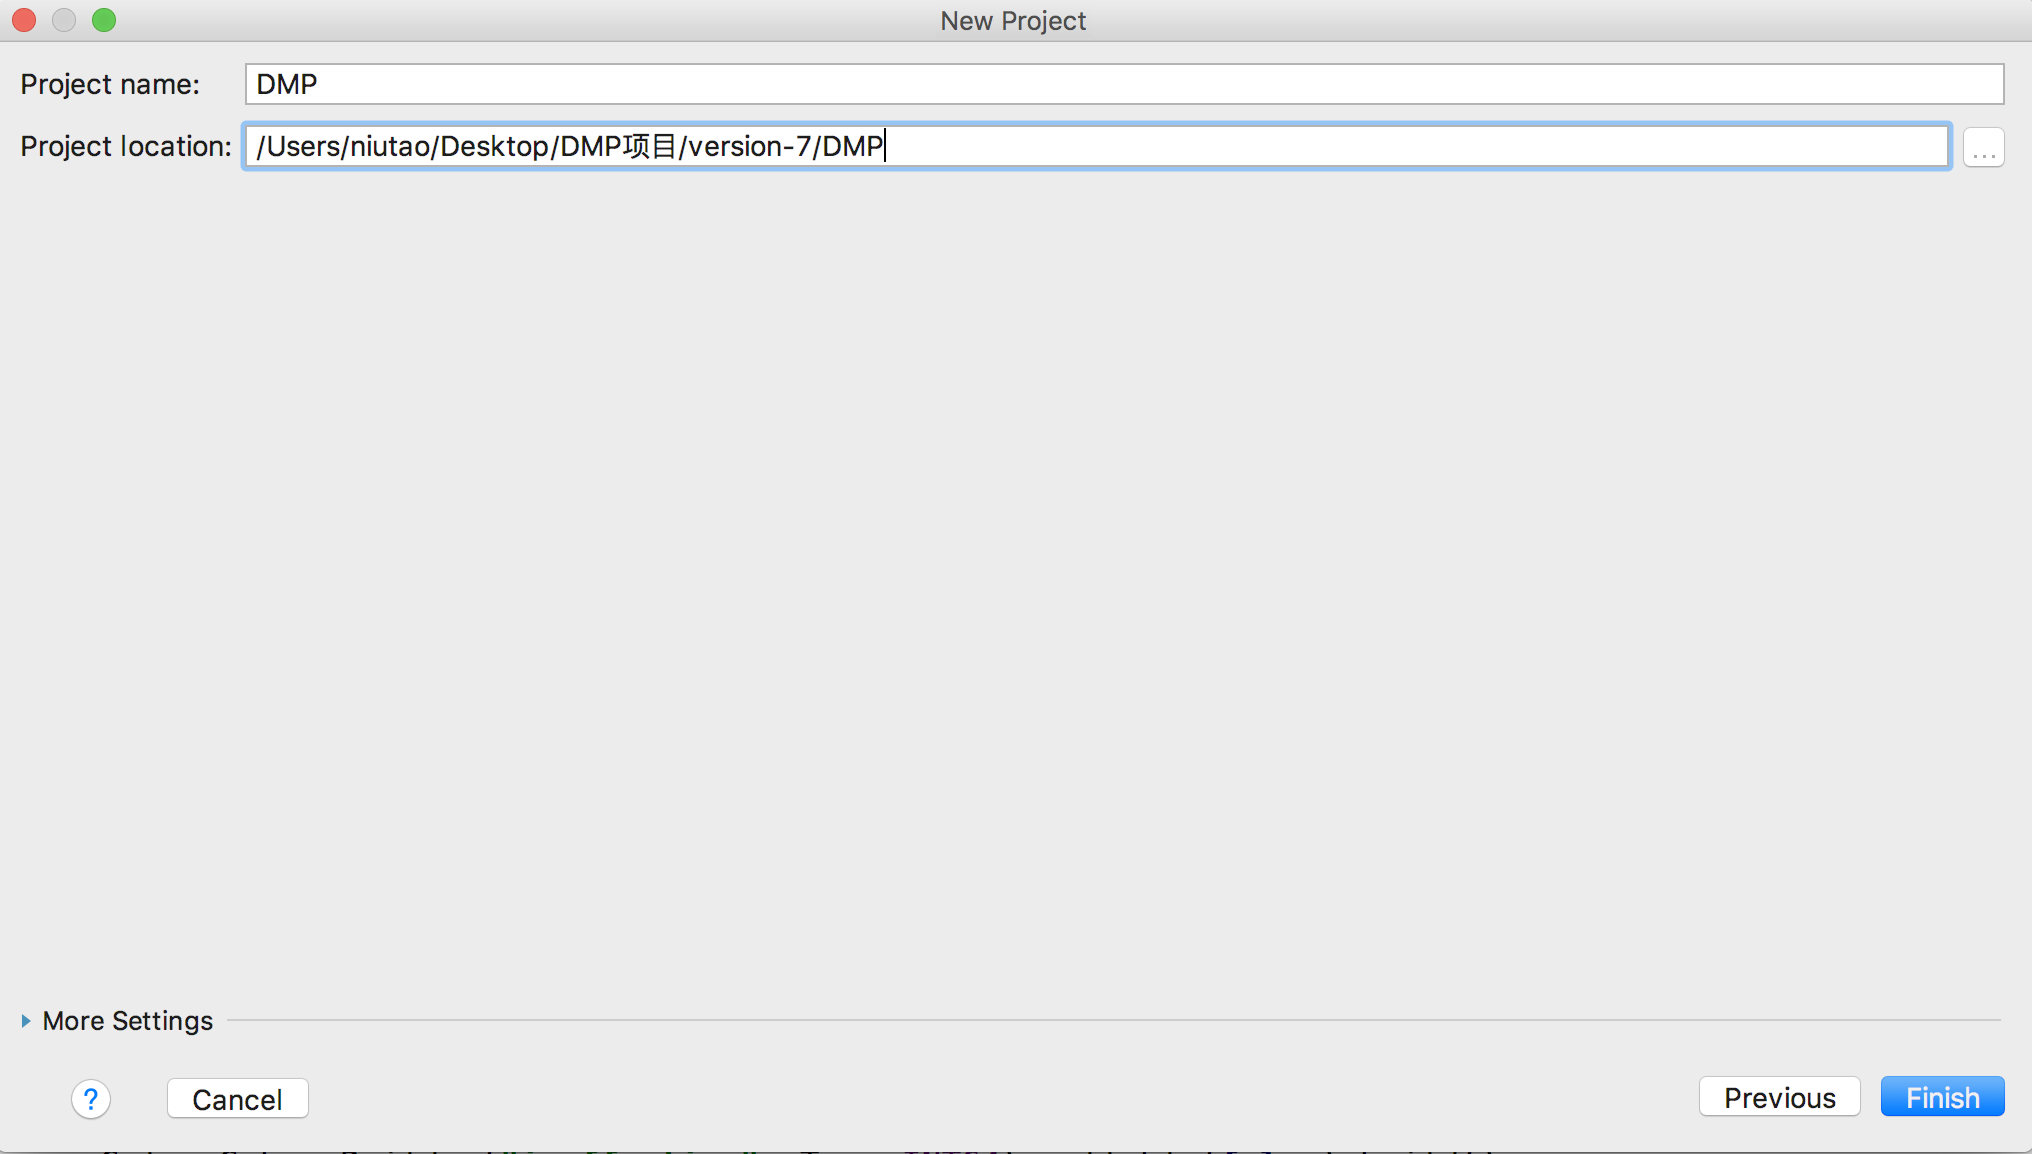 New Project
Project name: DMP
Project location: /Users/niutao/Desktop/DMP项目/version-7/DMP
...
More Settings
? Cancel Previous Finish